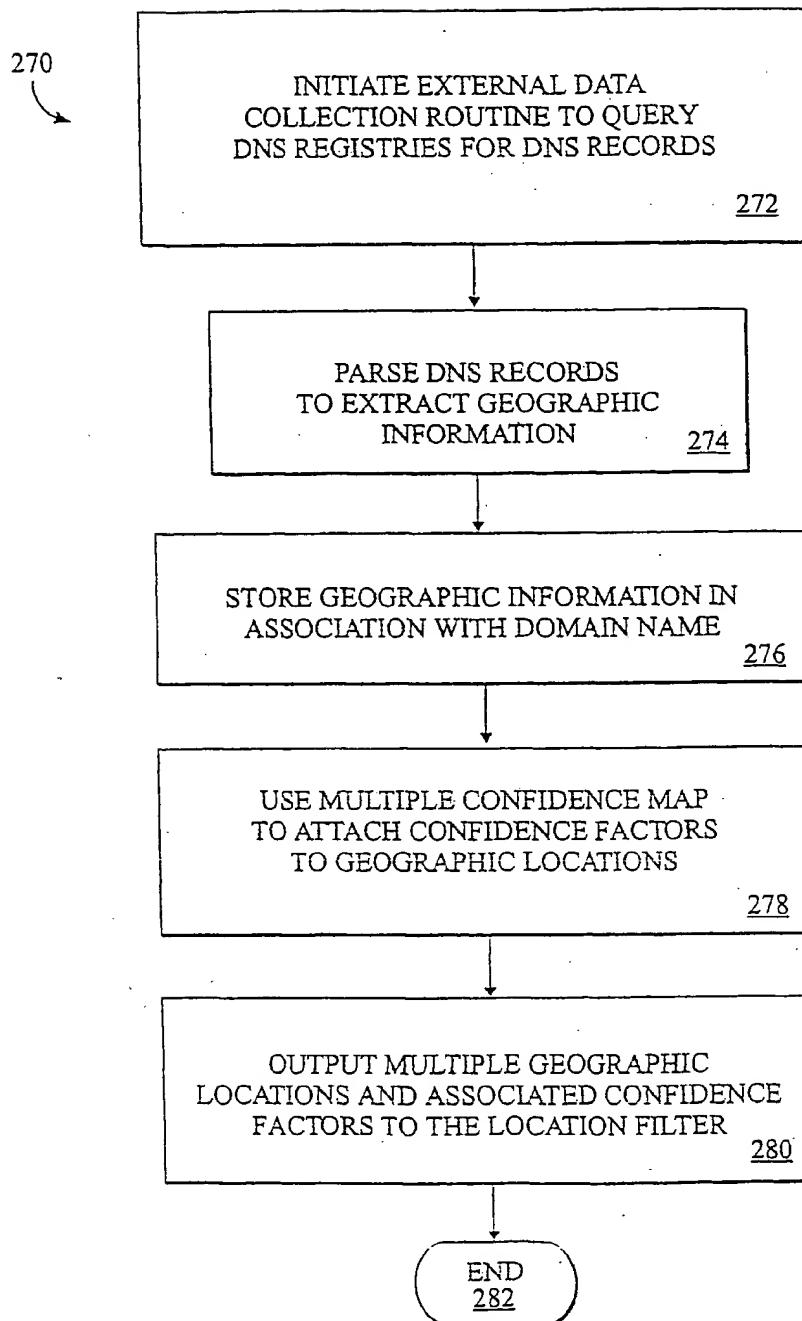 270
INITIATE EXTERNAL DATA
COLLECTION ROUTINE TO QUERY
DNS REGISTRIES FOR DNS RECORDS
272
PARSE DNS RECORDS
TO EXTRACT GEOGRAPHIC
INFORMATION
274
STORE GEOGRAPHIC INFORMATION IN
ASSOCIATION WITH DOMAIN NAME
276
USE MULTIPLE CONFIDENCE MAP
TO ATTACH CONFIDENCE FACTORS
TO GEOGRAPHIC LOCATIONS
278
OUTPUT MULTIPLE GEOGRAPHIC
LOCATIONS AND ASSOCIATED CONFIDENCE
FACTORS TO THE LOCATION FILTER
280
END
282